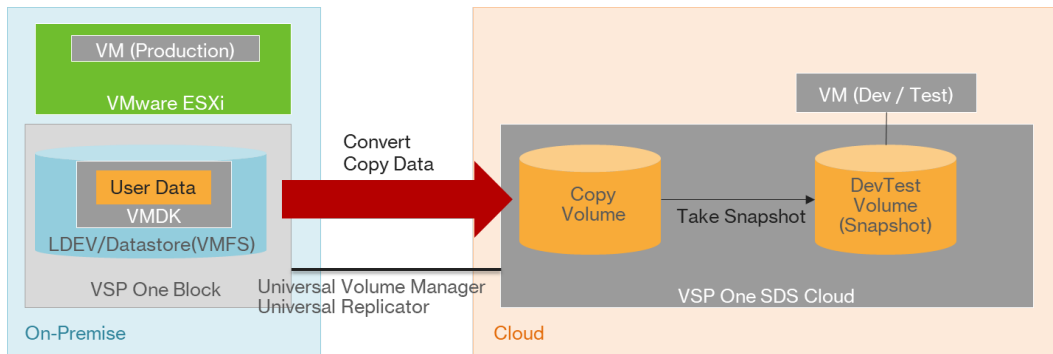 VM (Production)
VMware ESXi
User Data
VMDK
LDEV/Datastore(VMFS)
VSP One Block
On-Premise
Convert
Copy Data
Universal Volume Manager
Universal Replicator
VM (Dev / Test)
Copy
Volume
Take Snapshot
DevTest
Volume
(Snapshot)
VSP One SDS Cloud
Cloud